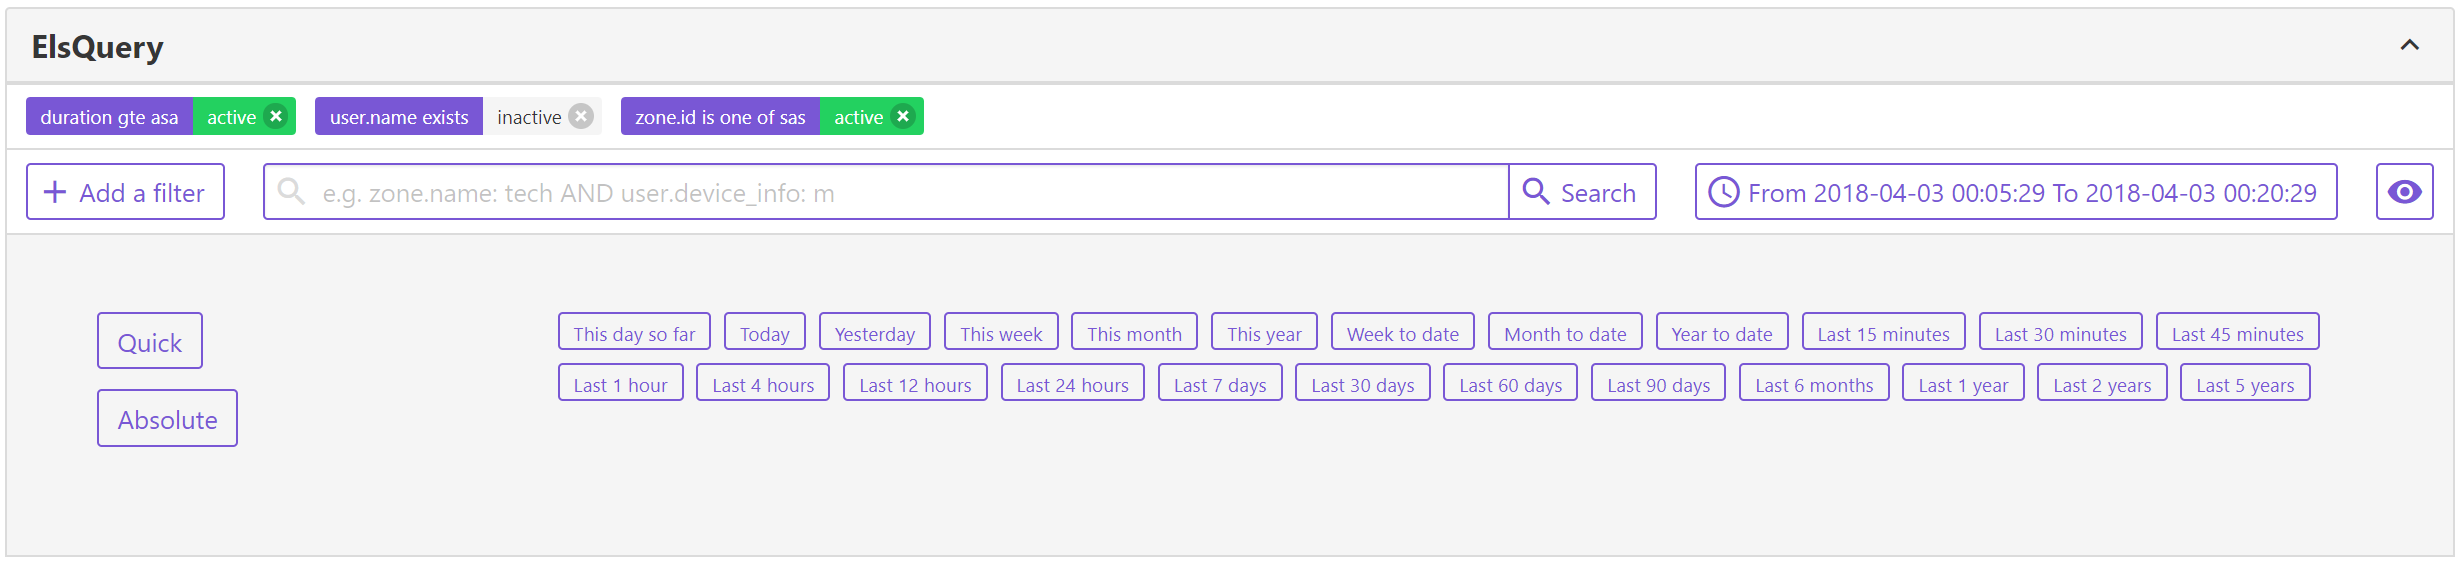 ElsQuery
duration gte asa active user.name exists inactive zone.id is one of sas active
Add a filter e.g. zone.name: tech AND user.device_info: m Search From 2018-04-03 00:05:29 To 2018-04-03 00:20:29
Quick
Absolute
This day so far Today Yesterday This week This month This year Week to date Month to date Year to date Last 15 minutes Last 30 minutes Last 45 minutes
Last 1 hour Last 4 hours Last 12 hours Last 24 hours Last 7 days Last 30 days Last 60 days Last 90 days Last 6 months Last 1 year Last 2 years Last 5 years